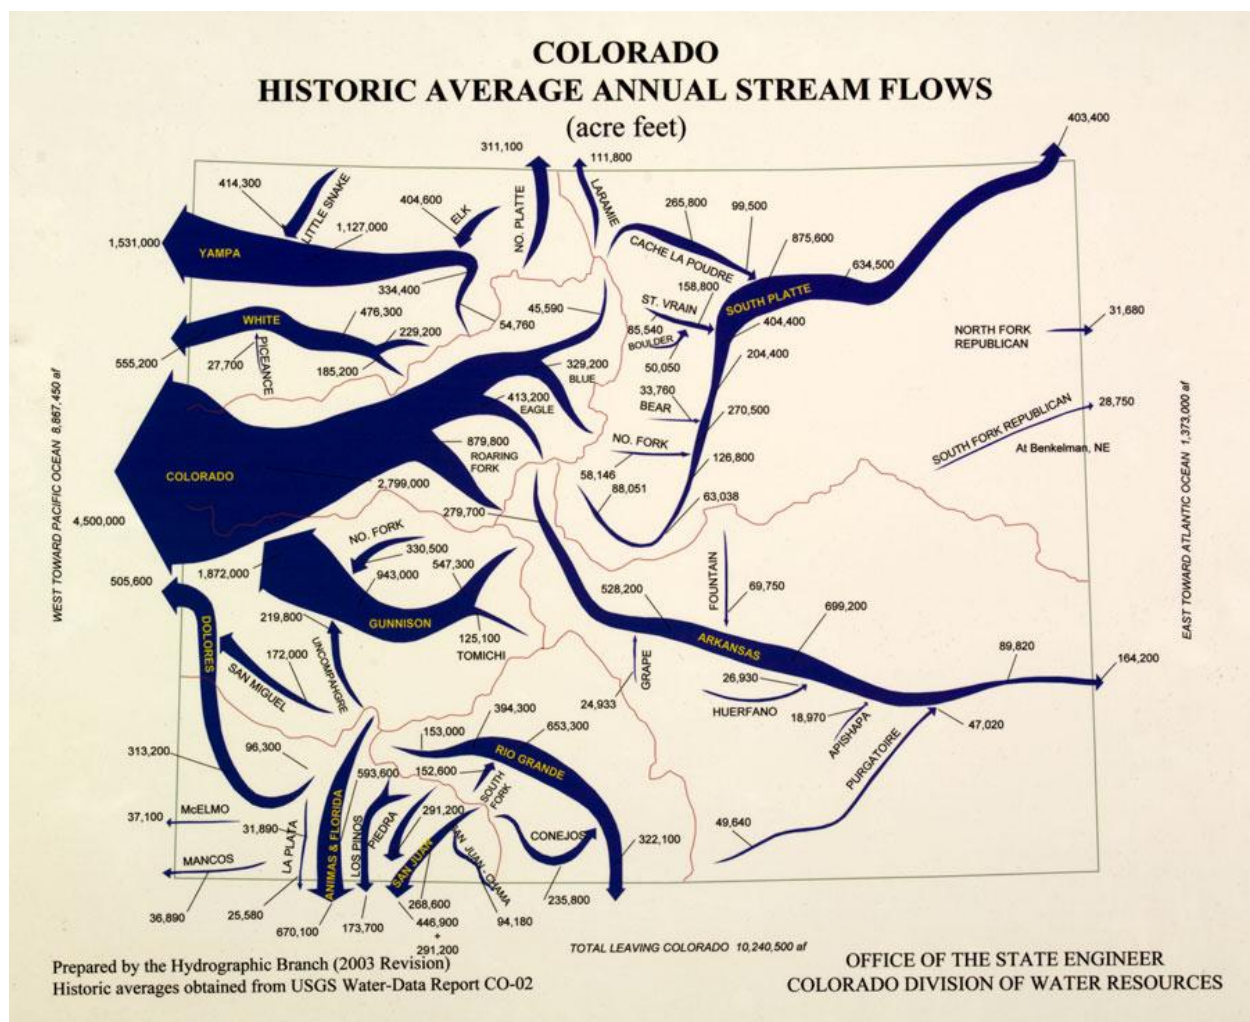 COLORADO
HISTORIC AVERAGE ANNUAL STREAM FLOWS
(acre feet)
403,400
311,100
111,800
414,300
LITTLE SNAKE
404,600
ELK
NO. PLATTE
LARAMIE
265,800
99,500
1,531,000
YAMPA
1,127,000
CACHE LA POUDRE
875,600
634,500
334,400
158,800
SOUTH PLATTE
476,300
45,590
ST. VRAIN
WHITE
229,200
54,760
85,540
404,400
31,680
NORTH FORK
REPUBLICAN
BOULDER
555,200
27,700
PICEANCE
185,200
329,200
BLUE
50,050
204,400
413,200
EAGLE
33,760
BEAR
270,500
SOUTH FORK REPUBLICAN
28,750
At Benkelman, NE
879,800
ROARING
FORK
NO. FORK
58,146
126,800
COLORADO
2,799,000
88,051
63,038
4,500,000
279,700
WEST TOWARD PACIFIC OCEAN 8,867,450 af
EAST TOWARD ATLANTIC OCEAN 1,373,000 af
NO. FORK
330,500
547,300
505,600
1,872,000
943,000
528,200
FOUNTAIN
69,750
699,200
DOLORES
219,800
GUNNISON
125,100
TOMICHI
ARKANSAS
89,820
164,200
172,000
SAN MIGUEL
UNCOMPAHGRE
GRAPE
24,933
26,930
HUERFANO
18,970
APISHAPA
47,020
PURGATOIRE
394,300
653,300
153,000
313,200
96,300
593,600
152,600
RIO GRANDE
SOUTH
FORK
37,100
McELMO
31,890
LA PLATA
ANIMAS & FLORIDA
LOS PINOS
PIEDRA
291,200
CONEJOS
322,100
49,640
MANCOS
SAN JUAN
AN JUAN - CHAMA
36,890
25,580
670,100
173,700
268,600
446,900
+
291,200
94,180
235,800
TOTAL LEAVING COLORADO 10,240,500 af
Prepared by the Hydrographic Branch (2003 Revision)
Historic averages obtained from USGS Water-Data Report CO-02
OFFICE OF THE STATE ENGINEER
COLORADO DIVISION OF WATER RESOURCES